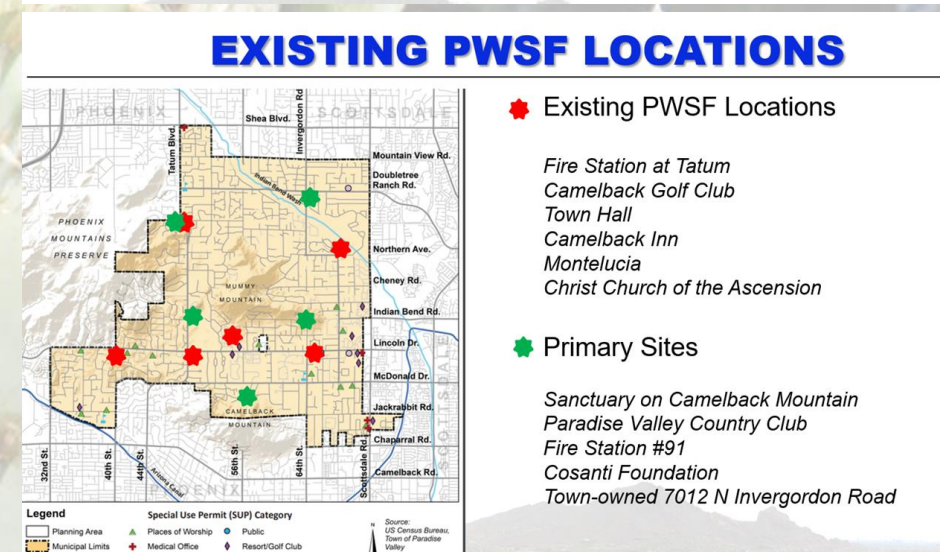 EXISTING PWSF LOCATIONS
PHOENIX
SCOTTSDALE
Shea Blvd.
Invergordon Rd
Tatum Blvd.
Mountain View Rd.
Doubletree
Ranch Rd.
Indian Bend Wash
PHOENIX
MOUNTAINS
PRESERVE
Northern Ave.
Cheney Rd.
MUMMY
MOUNTAIN
Indian Bend Rd.
Lincoln Dr.
McDonald Dr.
Jackrabbit Rd.
CAMELBACK
MOUNTAIN
Chaparral Rd.
Camelback Rd.
32nd St.
40th St.
44th St.
56th St.
64th St.
Scottsdale Rd.
SCOTTSDALE
Arizona Canal
PHOENIX
Legend
Planning Area
Municipal Limits
Special Use Permit (SUP) Category
Places of Worship
Public
Medical Office
Resort/Golf Club
N
Source:
US Census Bureau,
Town of Paradise
Valley
Existing PWSF Locations
Fire Station at Tatum
Camelback Golf Club
Town Hall
Camelback Inn
Montelucia
Christ Church of the Ascension
Primary Sites
Sanctuary on Camelback Mountain
Paradise Valley Country Club
Fire Station #91
Cosanti Foundation
Town-owned 7012 N Invergordon Road